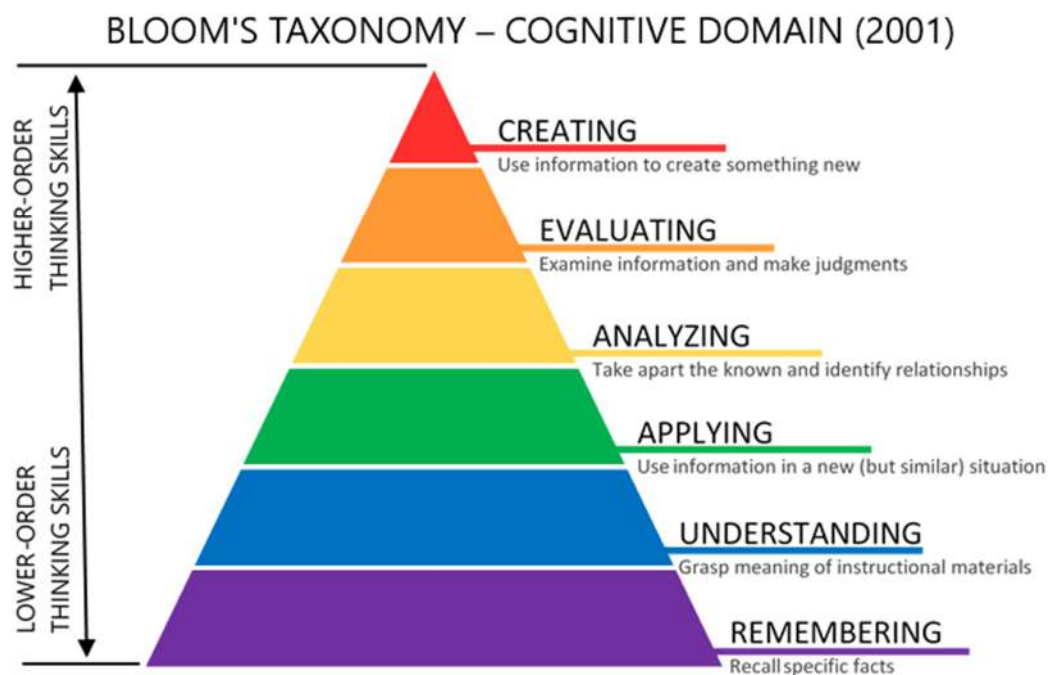 BLOOM'S TAXONOMY – COGNITIVE DOMAIN (2001)
HIGHER-ORDER
THINKING SKILLS
LOWER-ORDER
THINKING SKILLS
CREATING
Use information to create something new
EVALUATING
Examine information and make judgments
ANALYZING
Take apart the known and identify relationships
APPLYING
Use information in a new (but similar) situation
UNDERSTANDING
Grasp meaning of instructional materials
REMEMBERING
Recall specific facts